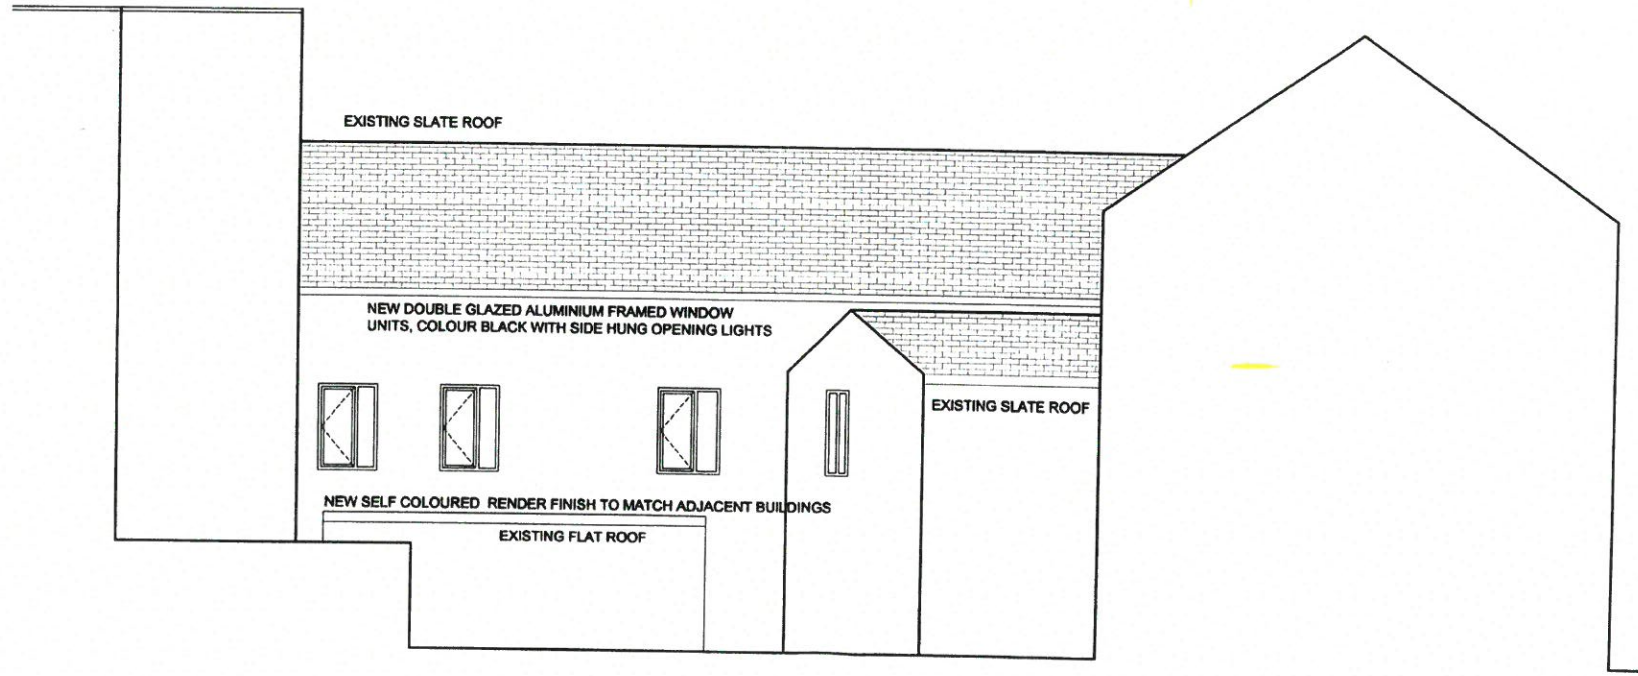 EXISTING SLATE ROOF
NEW DOUBLE GLAZED ALUMINIUM FRAMED WINDOW
UNITS, COLOUR BLACK WITH SIDE HUNG OPENING LIGHTS
EXISTING SLATE ROOF
NEW SELF COLOURED RENDER FINISH TO MATCH ADJACENT BUILDINGS
EXISTING FLAT ROOF